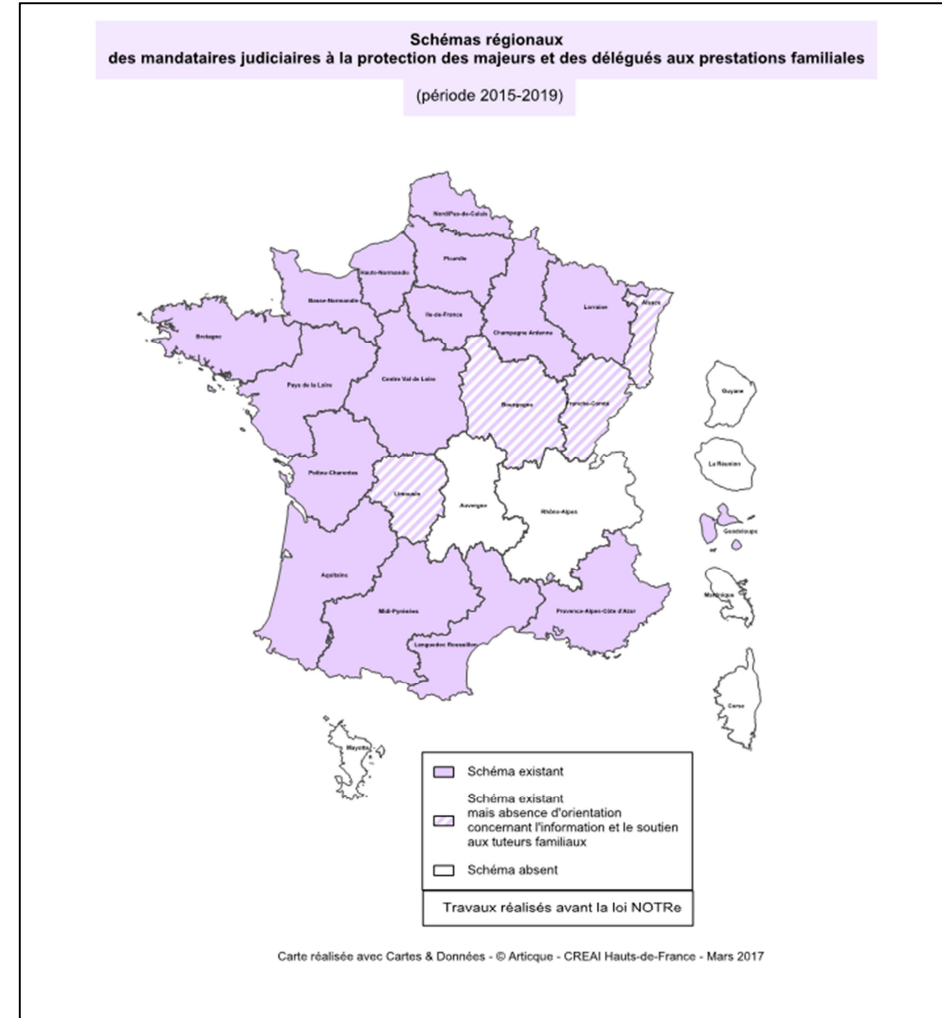 Schémas régionaux
des mandataires judiciaires à la protection des majeurs et des délégués aux prestations familiales
(période 2015-2019)
Nord/Pas-de-Calais
Picardie
Haute-Normandie
Basse-Normandie
Ile-de-France
Lorraine
Alsace
Champagne Ardenne
Bretagne
Pays de la Loire
Centre Val de Loire
Bourgogne
Franche-Comté
Guyane
La Réunion
Poitou-Charentes
Limousin
Auvergne
Rhône-Alpes
Guadeloupe
Aquitaine
Martinique
Midi-Pyrénées
Provence-Alpes-Côte d'Azur
Languedoc Roussillon
Corse
Mayotte
Schéma existant
Schéma existant
mais absence d'orientation
concernant l'information et le soutien
aux tuteurs familiaux
Schéma absent
Travaux réalisés avant la loi NOTRe
Carte réalisée avec Cartes & Données - © Articque - CREAI Hauts-de-France - Mars 2017